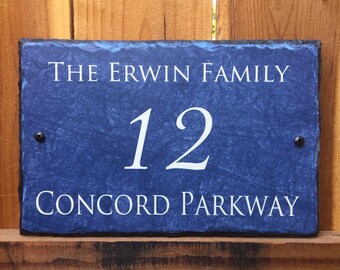 The Erwin Family
12
Concord Parkway